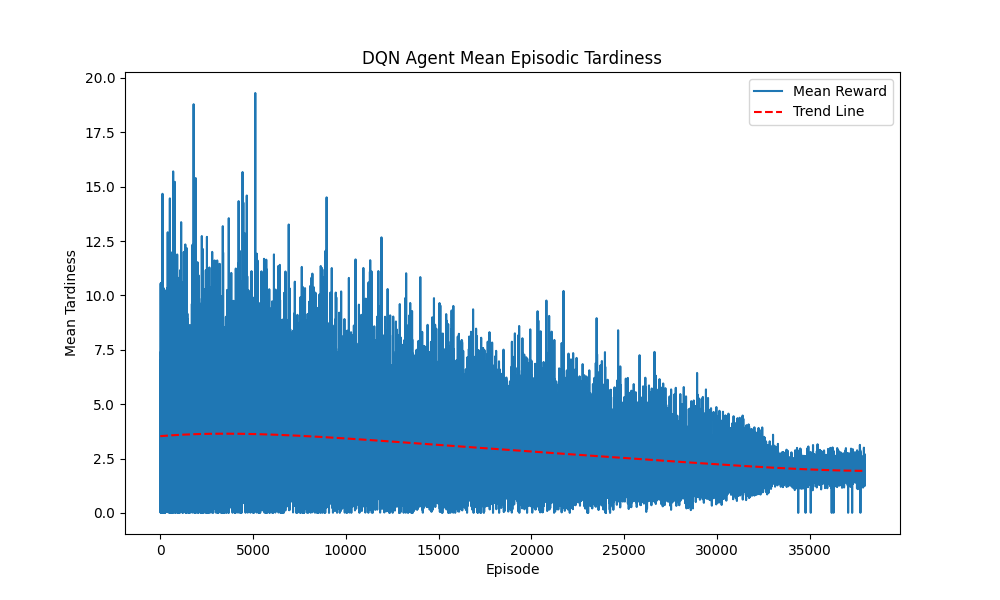 DQN Agent Mean Episodic Tardiness
Mean Reward
Trend Line
20.0
17.5
15.0
12.5
10.0
7.5
5.0
2.5
0.0
Mean Tardiness
0 5000 10000 15000 20000 25000 30000 35000
Episode